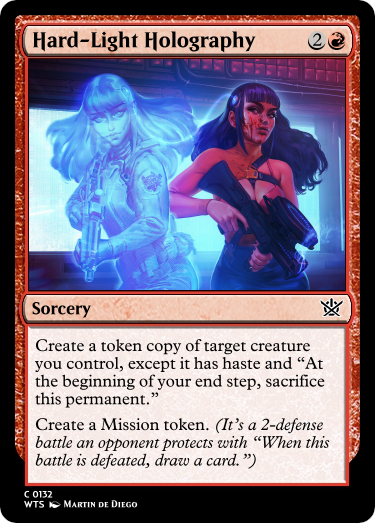 Hard-Light Holography 2
Sorcery
Create a token copy of target creature
you control, except it has haste and “At
the beginning of your end step, sacrifice
this permanent.”
Create a Mission token. (It’s a 2-defense
battle an opponent protects with “When this
battle is defeated, draw a card.”)
C 0132
WTS Martin de Diego